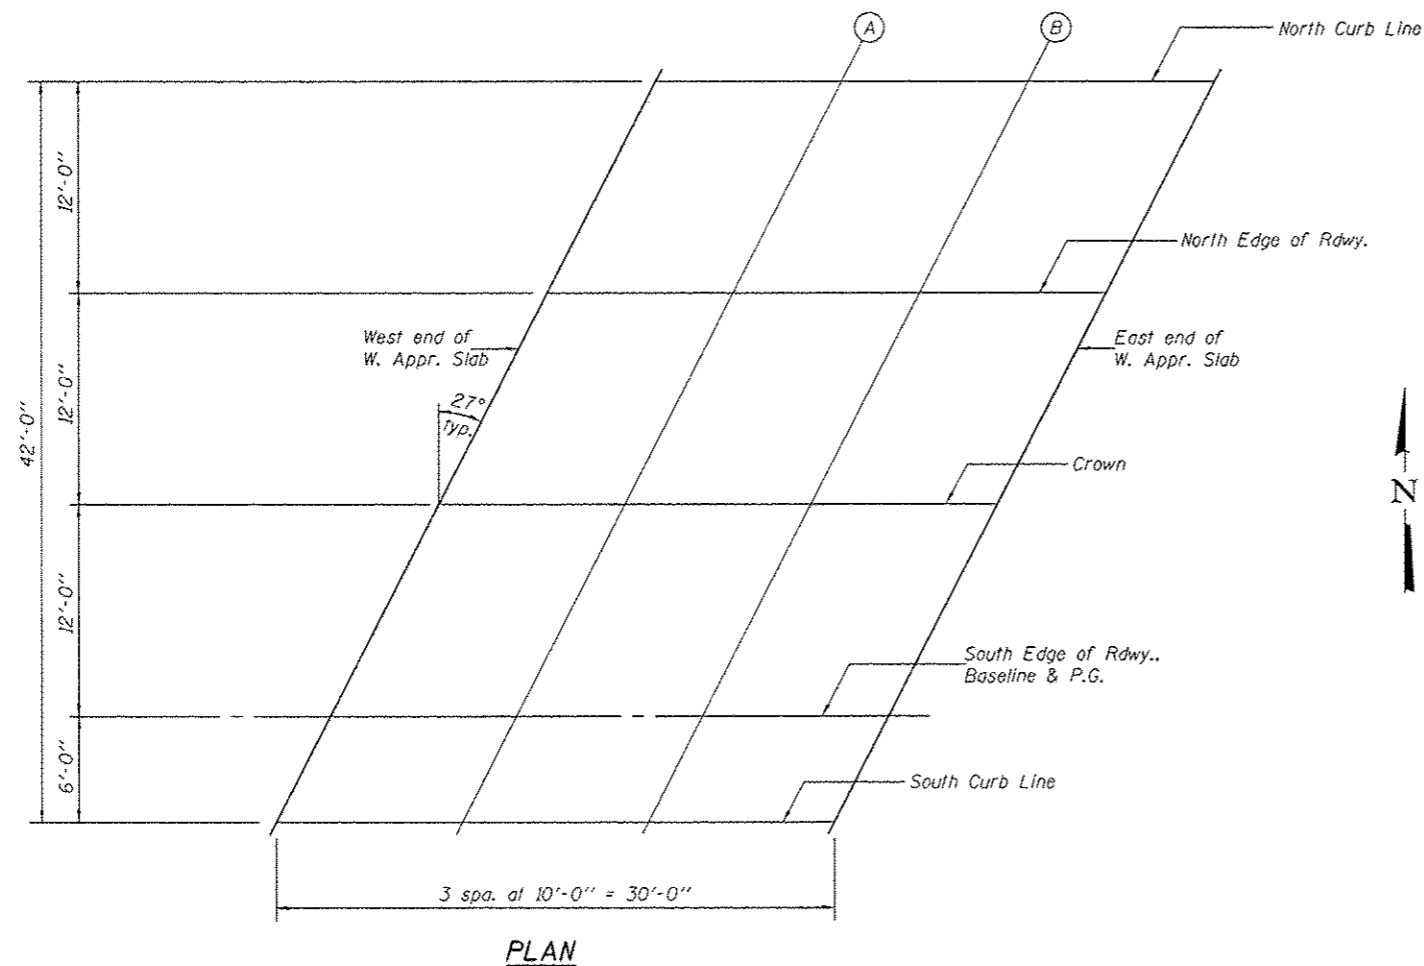 A
B
North Curb Line
12'-0"
North Edge of Rdwy.
West end of
W. Appr. Slab
East end of
W. Appr. Slab
27°
typ.
12'-0"
42'-0"
Crown
N
12'-0"
South Edge of Rdwy..
Baseline & P.G.
6'-0"
South Curb Line
3 spa. at 10'-0" = 30'-0"
PLAN